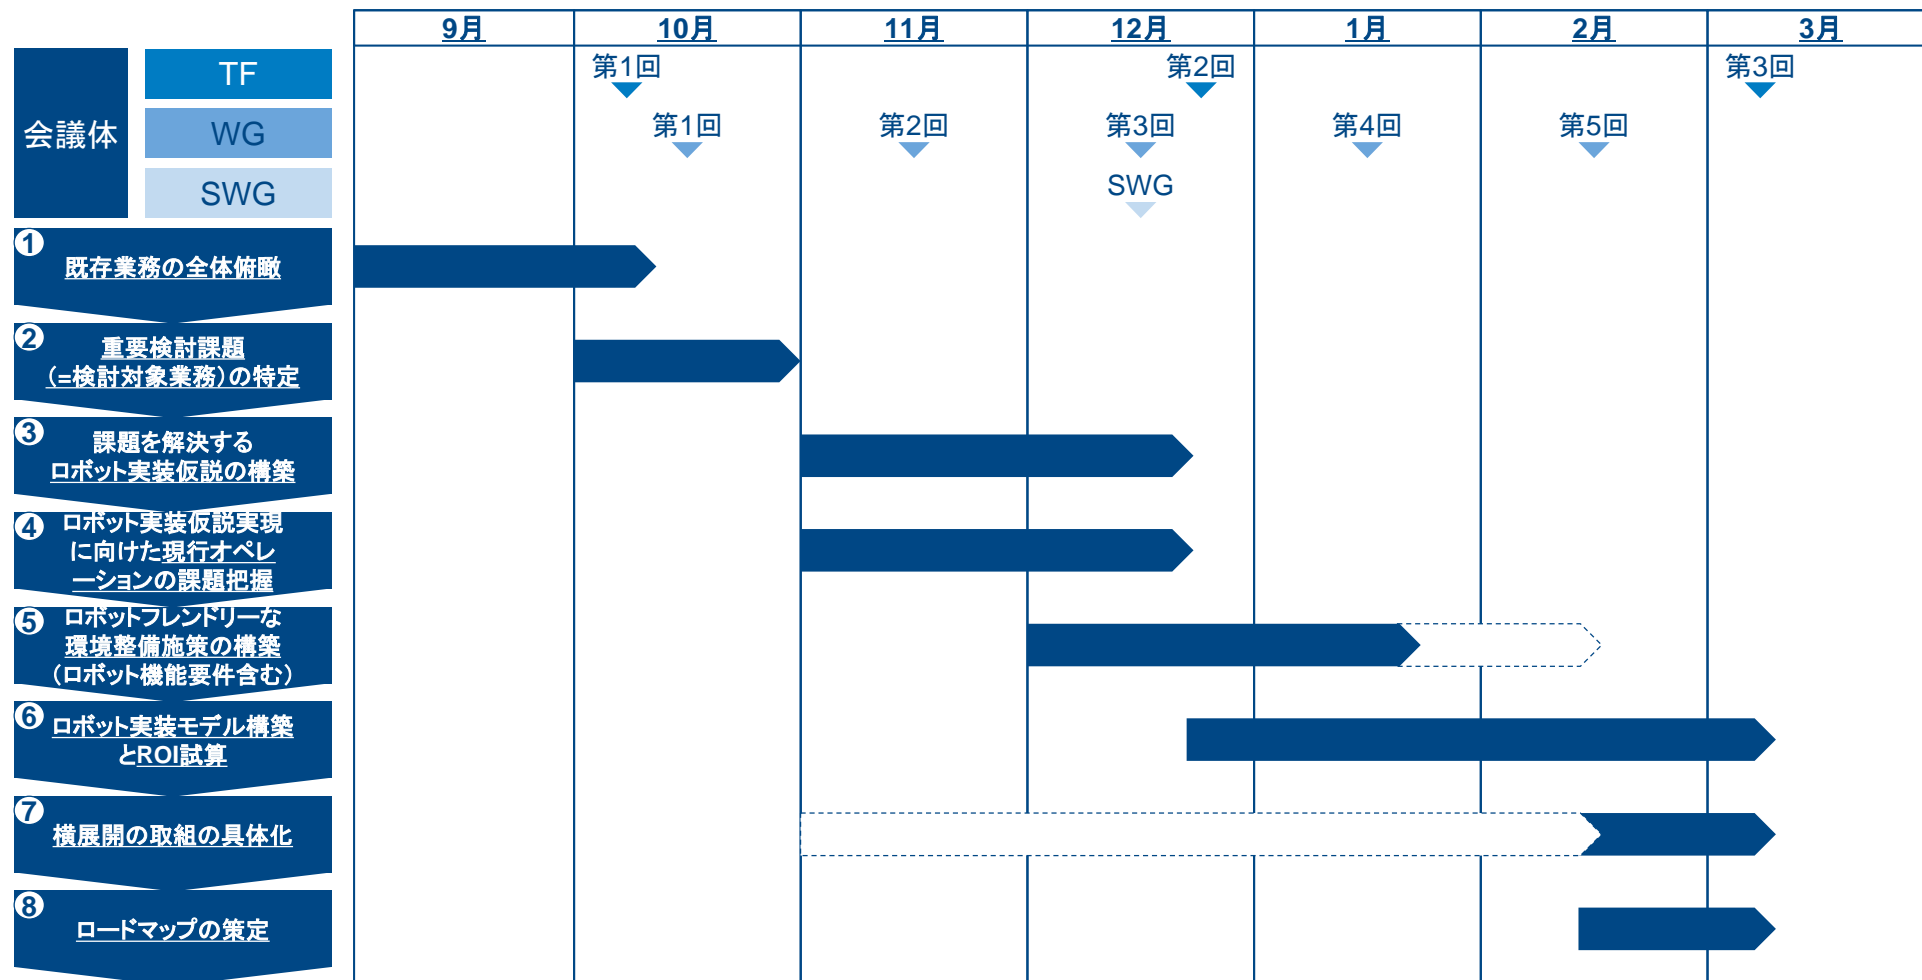 9月
10月
11月
12月
1月
2月
3月
会議体
TF
第1回
第2回
第3回
WG
第1回
第2回
第3回
第4回
第5回
SWG
SWG
1
既存業務の全体俯瞰
2
重要検討課題
(=検討対象業務)の特定
3
課題を解決する
ロボット実装仮説の構築
4
ロボット実装仮説実現
に向けた現行オペレ
ーションの課題把握
5
ロボットフレンドリーな
環境整備施策の構築
(ロボット機能要件含む)
6
ロボット実装モデル構築
とROI試算
7
横展開の取組の具体化
8
ロードマップの策定